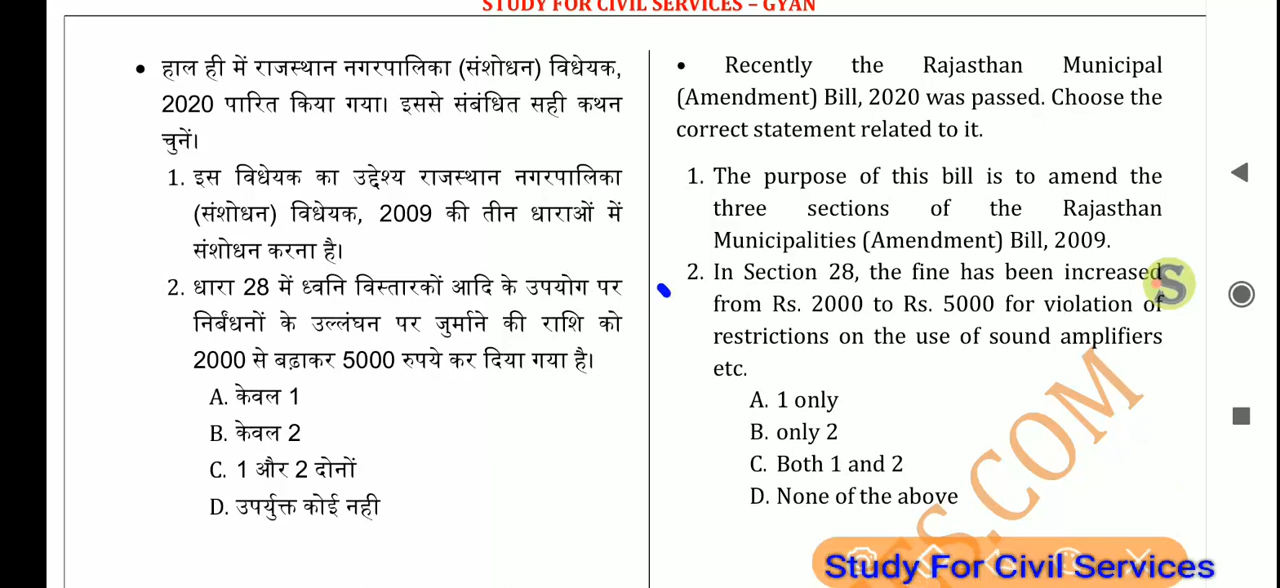 STUDY FOR CIVIL SERVICES – GYAN
• हाल ही में राजस्थान नगरपालिका (संशोधन) विधेयक,
2020 पारित किया गया। इससे संबंधित सही कथन
चुनें।
1. इस विधेयक का उद्देश्य राजस्थान नगरपालिका
(संशोधन) विधेयक, 2009 की तीन धाराओं में
संशोधन करना है।
2. धारा 28 में ध्वनि विस्तारकों आदि के उपयोग पर
निर्बंधनों के उल्लंघन पर जुर्माने की राशि को
2000 से बढ़ाकर 5000 रुपये कर दिया गया है।
A. केवल 1
B. केवल 2
C. 1 और 2 दोनों
D. उपर्युक्त कोई नही
• Recently the Rajasthan Municipal
(Amendment) Bill, 2020 was passed. Choose the
correct statement related to it.
1. The purpose of this bill is to amend the
three sections of the Rajasthan
Municipalities (Amendment) Bill, 2009.
2. In Section 28, the fine has been increased
from Rs. 2000 to Rs. 5000 for violation of
restrictions on the use of sound amplifiers
etc.
A. 1 only
B. only 2
C. Both 1 and 2
D. None of the above
S
S.COM
Study For Civil Services